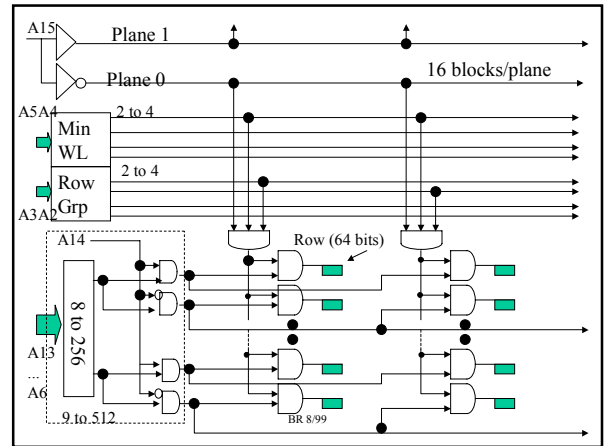 A15
Plane 1
Plane 0
16 blocks/plane
A5A4
2 to 4
Min
WL
2 to 4
Row
Grp
A3A2
A14
Row (64 bits)
8 to 256
A13
...
A6
9 to 512
BR 8/99